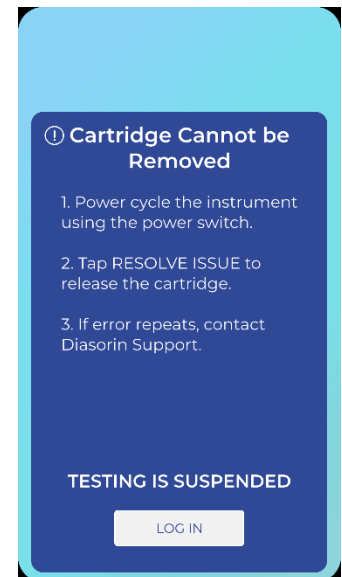 Cartridge Cannot be
Removed
1. Power cycle the instrument
using the power switch.
2. Tap RESOLVE ISSUE to
release the cartridge.
3. If error repeats, contact
Diasorin Support.
TESTING IS SUSPENDED
LOG IN